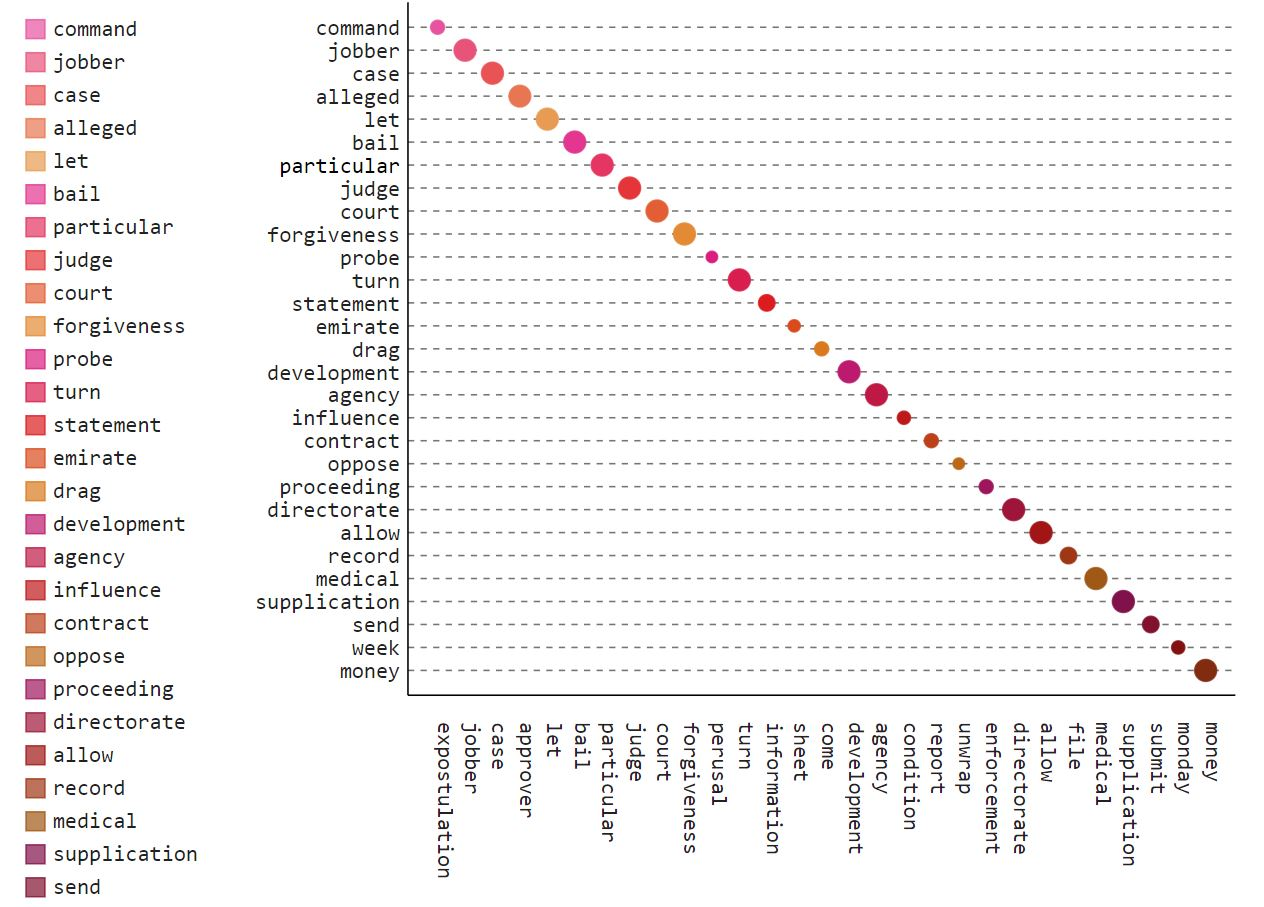 command
jobber
case
alleged
let
bail
particular
judge
court
forgiveness
probe
turn
statement
emirate
drag
development
agency
influence
contract
oppose
proceeding
directorate
allow
record
medical
supplication
send
command
jobber
case
alleged
let
bail
particular
judge
court
forgiveness
probe
turn
statement
emirate
drag
development
agency
influence
contract
oppose
proceeding
directorate
allow
record
medical
supplication
send
week
money
expostulation
jobber
case
approver
let
bail
particular
judge
court
forgiveness
perusal
turn
information
sheet
come
development
agency
condition
report
unwrap
enforcement
directorate
allow
file
medical
supplication
submit
monday
money